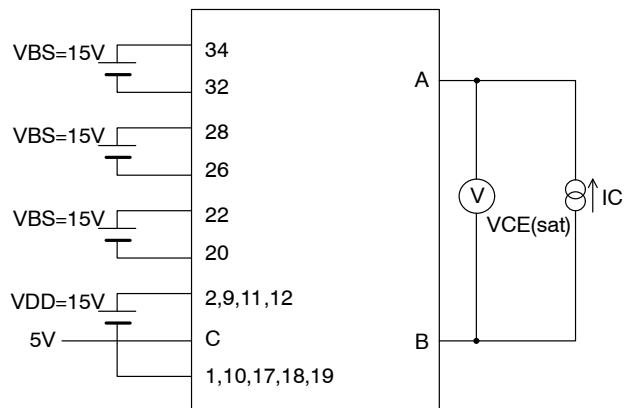 VBS=15V
34
32
A
VBS=15V
28
26
V
IC
VCE(sat)
VBS=15V
22
20
VDD=15V
2,9,11,12
5V
C
B
1,10,17,18,19